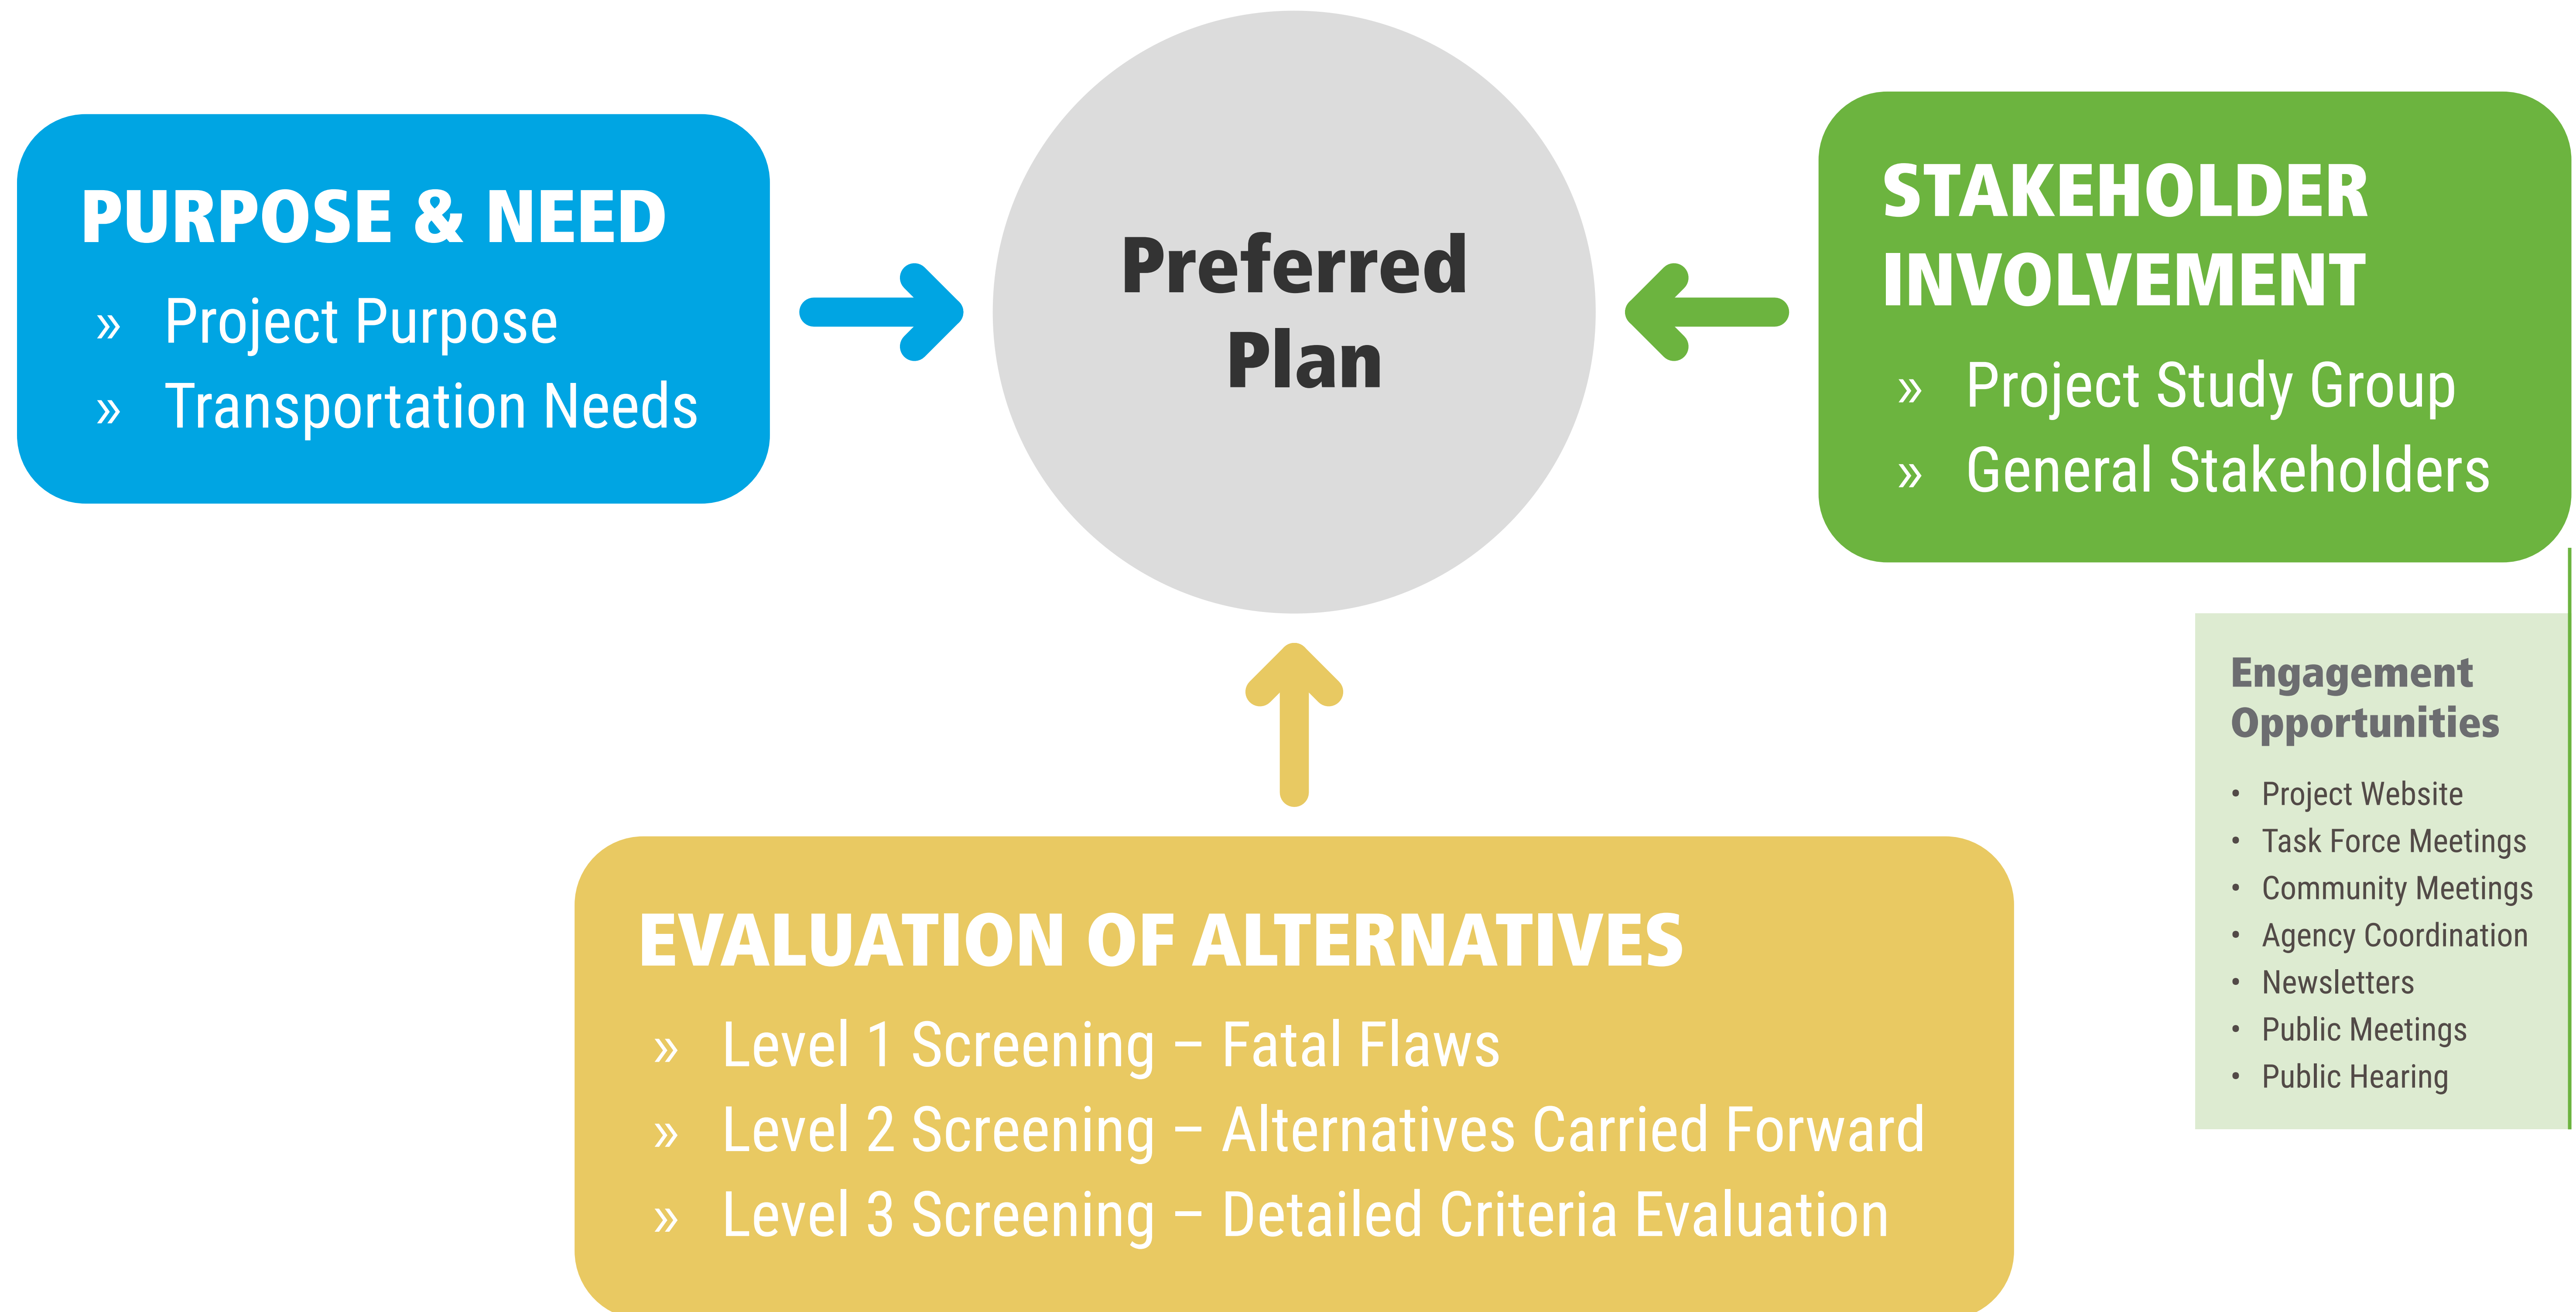 PURPOSE & NEED
» Project Purpose
» Transportation Needs
Preferred
Plan
STAKEHOLDER
INVOLVEMENT
» Project Study Group
» General Stakeholders
Engagement
Opportunities
• Project Website
• Task Force Meetings
• Community Meetings
• Agency Coordination
• Newsletters
• Public Meetings
• Public Hearing
EVALUATION OF ALTERNATIVES
» Level 1 Screening – Fatal Flaws
» Level 2 Screening – Alternatives Carried Forward
» Level 3 Screening – Detailed Criteria Evaluation